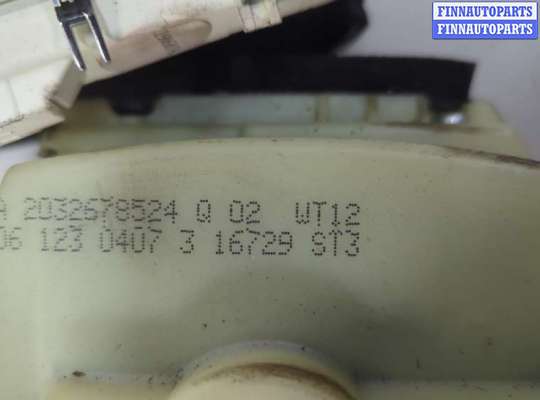 FINNAUTOPARTS
FINNAUTOPARTS
A 2032678524 Q 02 WT12
06 123 0407 3 16729 ST3